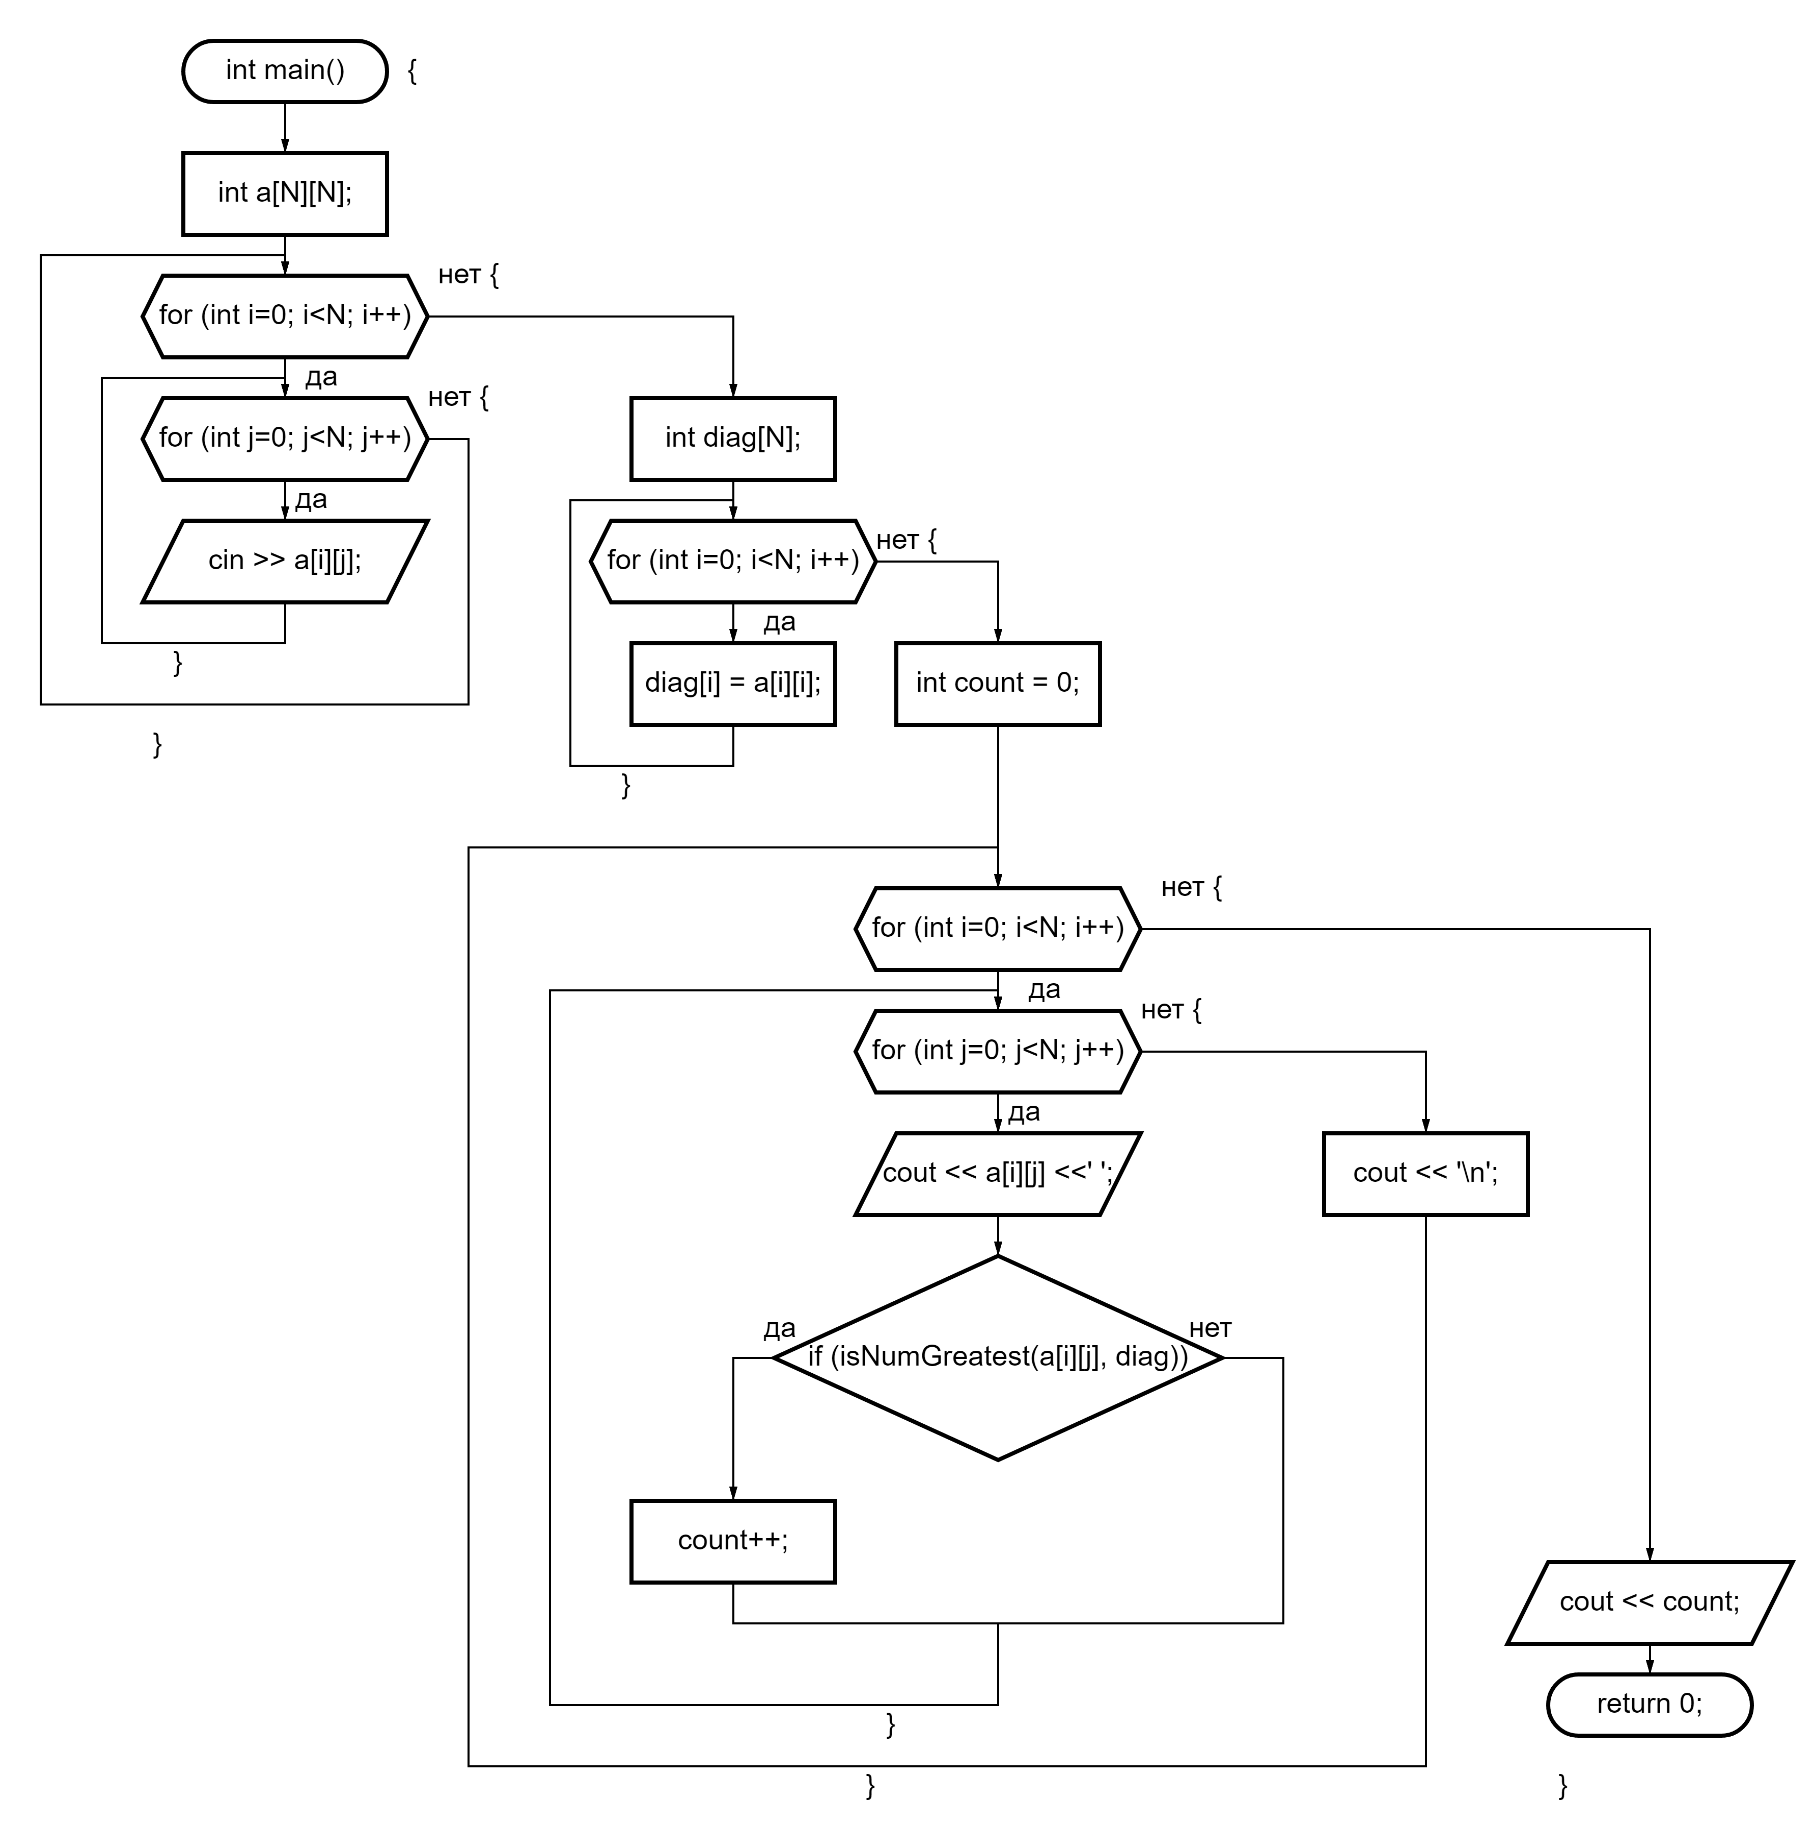 int main()
{
int a[N][N];
нет {
for (int i=0; i<N; i++)
да
нет {
for (int j=0; j<N; j++)
да
cin >> a[i][j];
}
}
int diag[N];
нет {
for (int i=0; i<N; i++)
да
diag[i] = a[i][i];
}
int count = 0;
нет {
for (int i=0; i<N; i++)
да
нет {
for (int j=0; j<N; j++)
да
cout << a[i][j] <<' ';
cout << '\n';
да
нет
if (isNumGreatest(a[i][j], diag))
count++;
}
}
cout << count;
return 0;
}